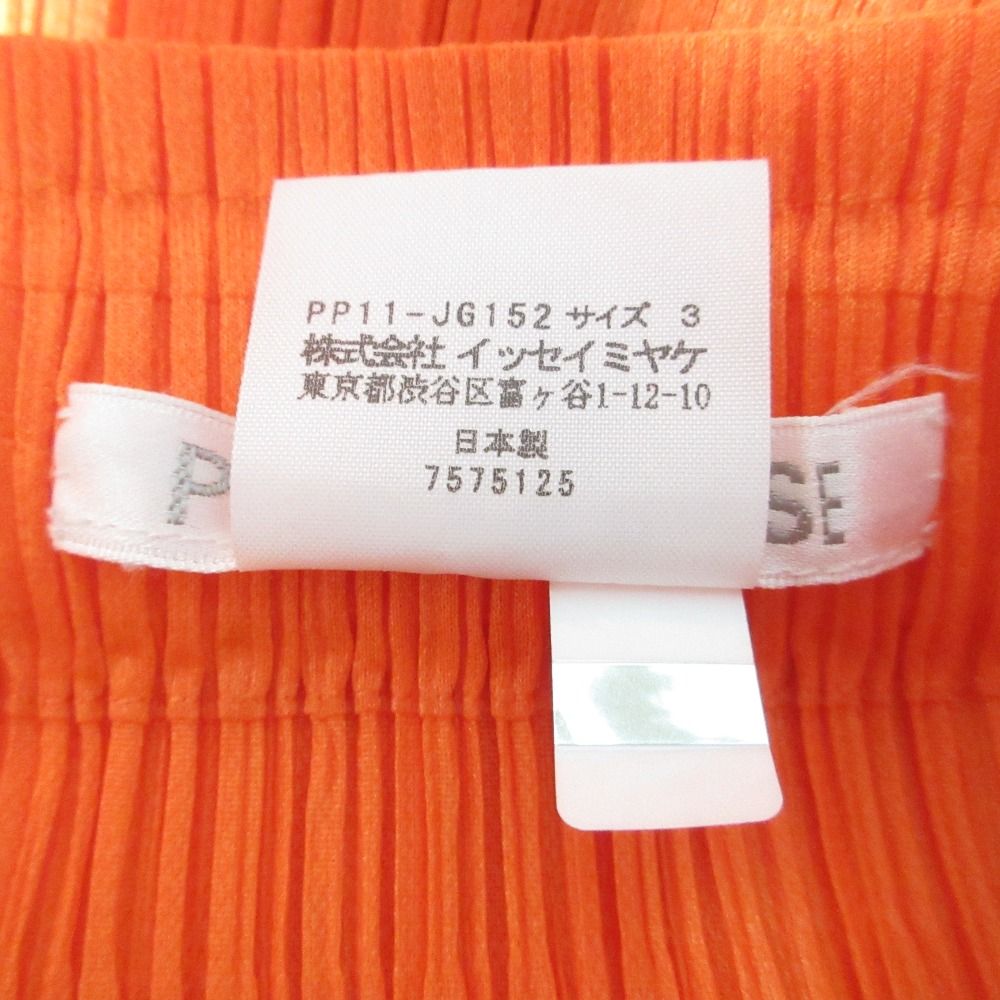 PP11-JG152 サイズ 3
株式会社 イッセイミヤケ
東京都渋谷区富ヶ谷1-12-10
日本製
7575125
P SE